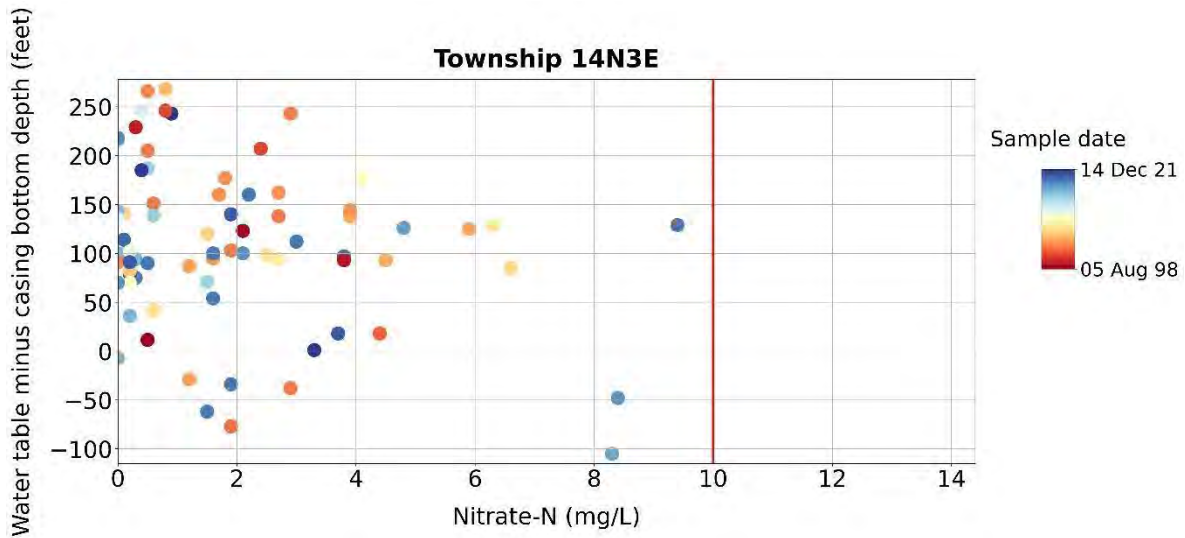 Township 14N3E
Water table minus casing bottom depth (feet)
250
200
150
100
50
0
−50
−100
0 2 4 6 8 10 12 14
Nitrate-N (mg/L)
Sample date
14 Dec 21
05 Aug 98